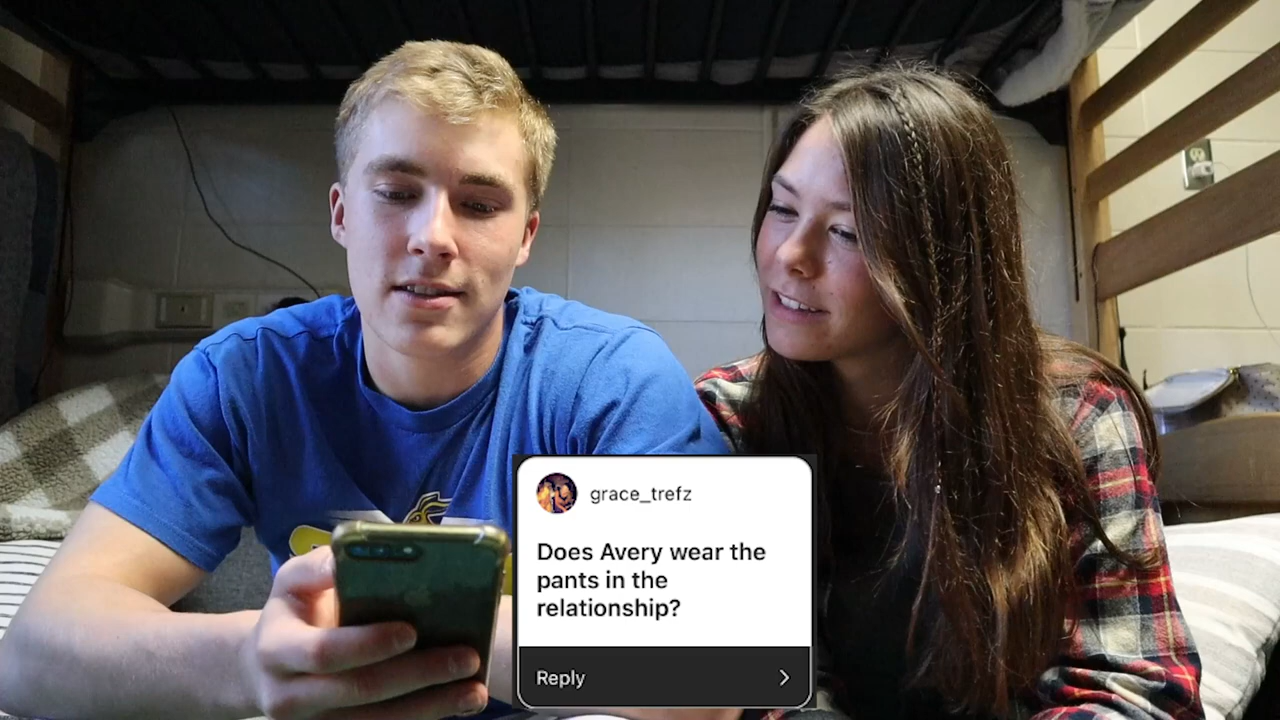 grace_trefz
Does Avery wear the
pants in the
relationship?
Reply